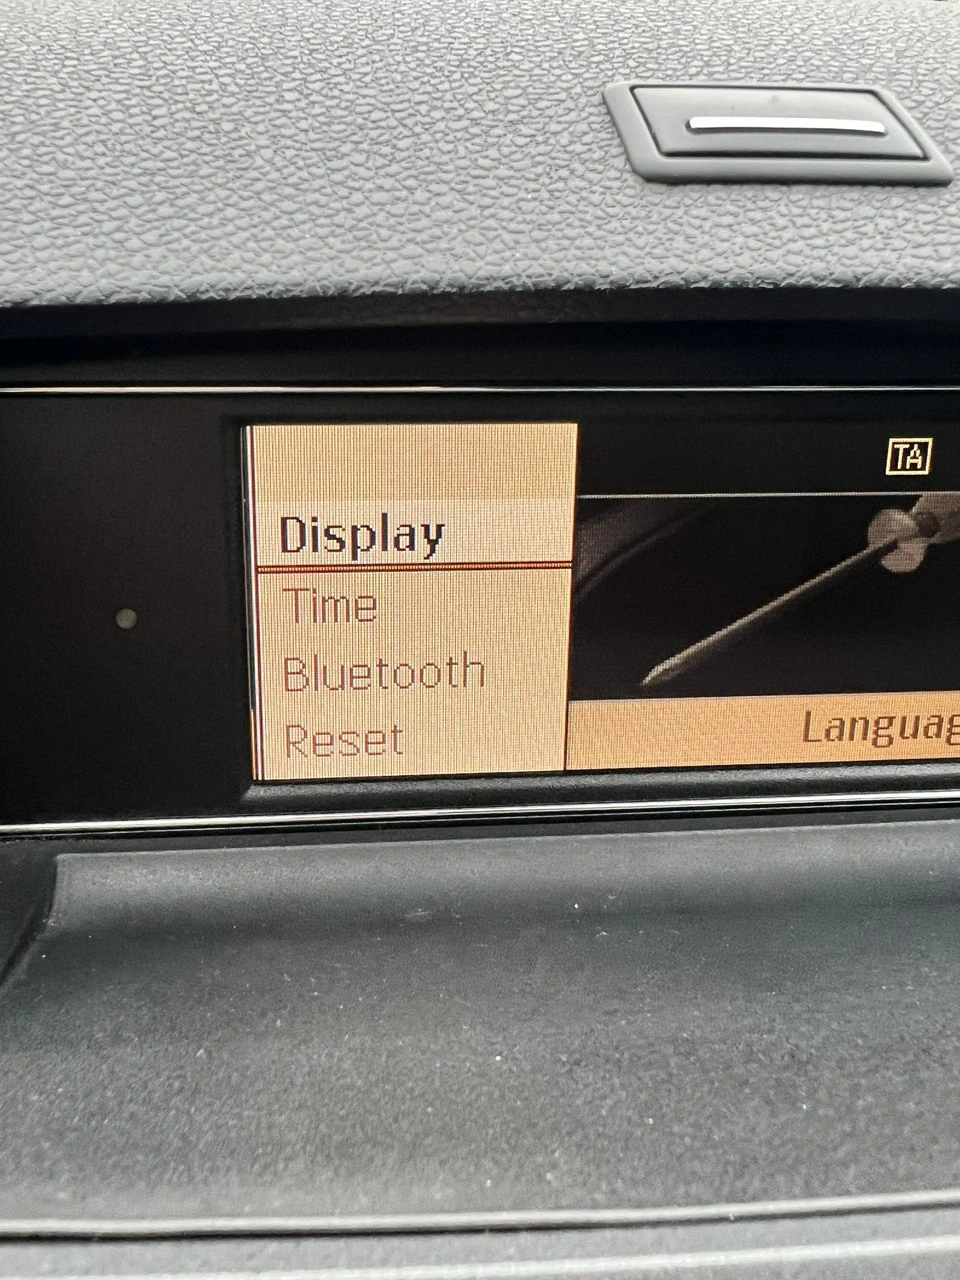 TA
Display
Time
Bluetooth
Reset